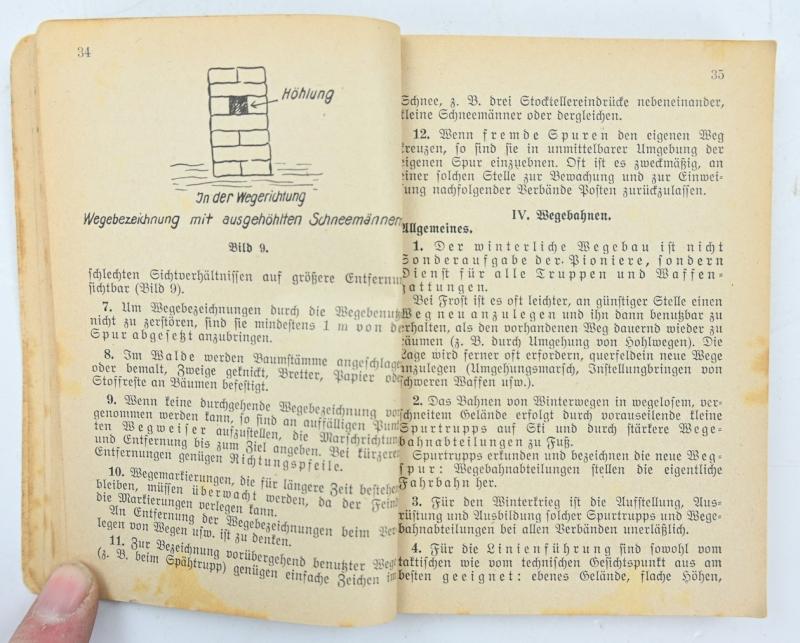 34
Höhlung
In der Wegerichtung
Wegebezeichnung mit ausgehöhlten Schneemännern
Bild 9.
schlechten Sichtverhältnissen auf größere Entfernun
sichtbar (Bild 9).
7. Um Wegebezeichnungen durch die Wegebenutz
nicht zu zerstören, sind sie mindestens 1 m von de
Spur abgesetzt anzubringen.
8. Im Walde werden Baumstämme angeschlage
oder bemalt, Zweige geknickt, Bretter, Papier ode
Stoffreste an Bäumen befestigt.
9. Wenn keine durchgehende Wegebezeichnung vor
genommen werden kann, so sind an auffälligen Punk
ten Wegweiser aufzustellen, die Marschrichtung
und Entfernung bis zum Ziel angeben. Bei kürzeren
Entfernungen genügen Richtungspfeile.
10. Wegemarkierungen, die für längere Zeit bestehen
bleiben, müssen überwacht werden, da der Feind
die Markierungen verlegen kann.
An Entfernung der Wegebezeichnungen beim Ver-
legen von Wegen usw. ist zu denken.
11. Zur Bezeichnung vorübergehend benutzter Wege
(z. B. beim Spähtrupp) genügen einfache Zeichen im
35
Schnee, z. B. drei Stocktellereindrücke nebeneinander,
kleine Schneemänner oder dergleichen.
12. Wenn fremde Spuren den eigenen Weg
kreuzen, so sind sie in unmittelbarer Umgebung der
eigenen Spur einzuebnen. Oft ist es zweckmäßig, an
einer solchen Stelle zur Bewachung und zur Einwei-
sung nachfolgender Verbände Posten zurückzulassen.
IV. Wegebahnen.
Allgemeines.
1. Der winterliche Wegebau ist nicht
Sonderaufgabe der Pioniere, sondern
Dienst für alle Truppen und Waffen-
gattungen.
Bei Frost ist es oft leichter, an günstiger Stelle einen
Weg neu anzulegen und ihn dann benutzbar zu
erhalten, als den vorhandenen Weg dauernd wieder zu
räumen (z. B. durch Umgehung von Hohlwegen). Die
Lage wird ferner oft erfordern, querfeldein neue Wege
anzulegen (Umgehungsmarsch, Instellungbringen von
schweren Waffen usw.).
2. Das Bahnen von Winterwegen in wegelosem, ver-
schneitem Gelände erfolgt durch vorauseilende kleine
Spurtrupps auf Ski und durch stärkere Wege-
bahnabteilungen zu Fuß.
Spurtrupps erkunden und bezeichnen die neue Weg-
spur: Wegebahnabteilungen stellen die eigentliche
Fahrbahn her.
3. Für den Winterkrieg ist die Aufstellung, Aus-
rüstung und Ausbildung solcher Spurtrupps und Wege-
bahnabteilungen bei allen Verbänden unerläßlich.
4. Für die Linienführung sind sowohl vom
taktischen wie vom technischen Gesichtspunkt aus am
besten geeignet: ebenes Gelände, flache Höhen,